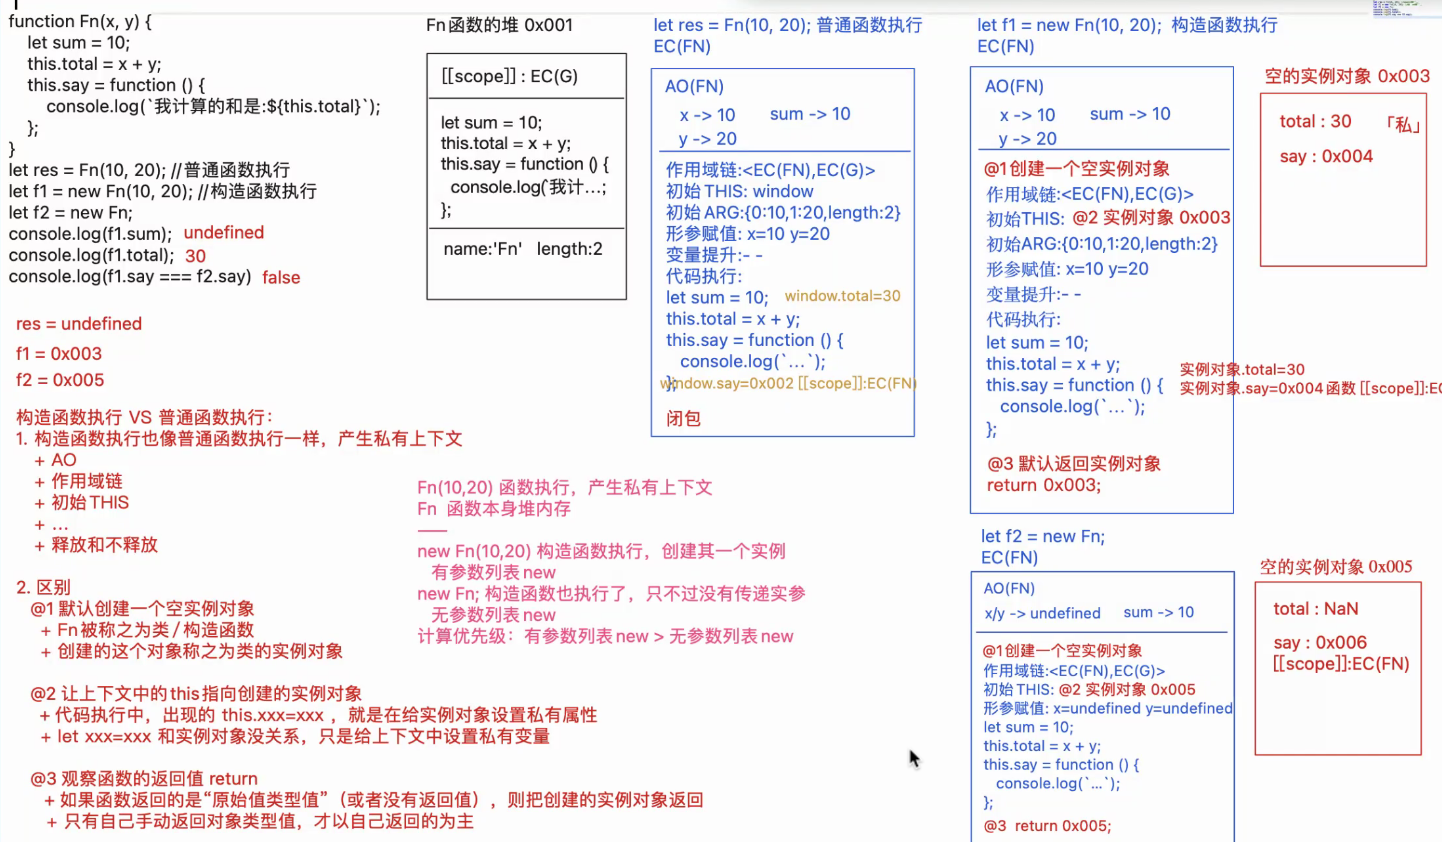 function Fn(x, y) {
let sum = 10;
this.total = x + y;
this.say = function () {
console.log(`我计算的和是:${this.total}`);
};
}
let res = Fn(10, 20); //普通函数执行
let f1 = new Fn(10, 20); //构造函数执行
let f2 = new Fn;
console.log(f1.sum); undefined
console.log(f1.total); 30
console.log(f1.say === f2.say) false
res = undefined
f1 = 0x003
f2 = 0x005
构造函数执行 VS 普通函数执行：
1. 构造函数执行也像普通函数执行一样，产生私有上下文
+ AO
+ 作用域链
+ 初始THIS
+ ...
+ 释放和不释放
2. 区别
@1 默认创建一个空实例对象
+ Fn被称之为类/构造函数
+ 创建的这个对象称之为类的实例对象
@2 让上下文中的this指向创建的实例对象
+ 代码执行中，出现的 this.xxx=xxx ，就是在给实例对象设置私有属性
+ let xxx=xxx 和实例对象没关系，只是给上下文中设置私有变量
@3 观察函数的返回值 return
+ 如果函数返回的是“原始值类型值”（或者没有返回值），则把创建的实例对象返回
+ 只有自己手动返回对象类型值，才以自己返回的为主
Fn函数的堆 0x001
[[scope]] : EC(G)
let sum = 10;
this.total = x + y;
this.say = function () {
console.log(`我计...;
};
name:'Fn' length:2
Fn(10,20) 函数执行，产生私有上下文
Fn 函数本身堆内存
——
new Fn(10,20) 构造函数执行，创建其一个实例
有参数列表new
new Fn; 构造函数也执行了，只不过没有传递实参
无参数列表new
计算优先级：有参数列表new > 无参数列表new
let res = Fn(10, 20); 普通函数执行
EC(FN)
AO(FN)
x -> 10 sum -> 10
y -> 20
作用域链:<EC(FN),EC(G)>
初始THIS: window
初始ARG:{0:10,1:20,length:2}
形参赋值: x=10 y=20
变量提升:- -
代码执行:
let sum = 10; window.total=30
this.total = x + y;
this.say = function () {
console.log(`...`);
};
window.say=0x002 [[scope]]:EC(FN)
闭包
let f1 = new Fn(10, 20); 构造函数执行
EC(FN)
AO(FN)
x -> 10 sum -> 10
y -> 20
@1创建一个空实例对象
作用域链:<EC(FN),EC(G)>
初始THIS: @2 实例对象 0x003
初始ARG:{0:10,1:20,length:2}
形参赋值: x=10 y=20
变量提升:- -
代码执行:
let sum = 10;
this.total = x + y;
this.say = function () {
console.log(`...`);
};
实例对象.total=30
实例对象.say=0x004函数 [[scope]]:EC
@3 默认返回实例对象
return 0x003;
空的实例对象 0x003
total : 30 「私」
say : 0x004
let f2 = new Fn;
EC(FN)
AO(FN)
x/y -> undefined sum -> 10
@1创建一个空实例对象
作用域链:<EC(FN),EC(G)>
初始THIS: @2 实例对象 0x005
形参赋值: x=undefined y=undefined
let sum = 10;
this.total = x + y;
this.say = function () {
console.log(`...`);
};
@3 return 0x005;
空的实例对象 0x005
total : NaN
say : 0x006
[[scope]]:EC(FN)